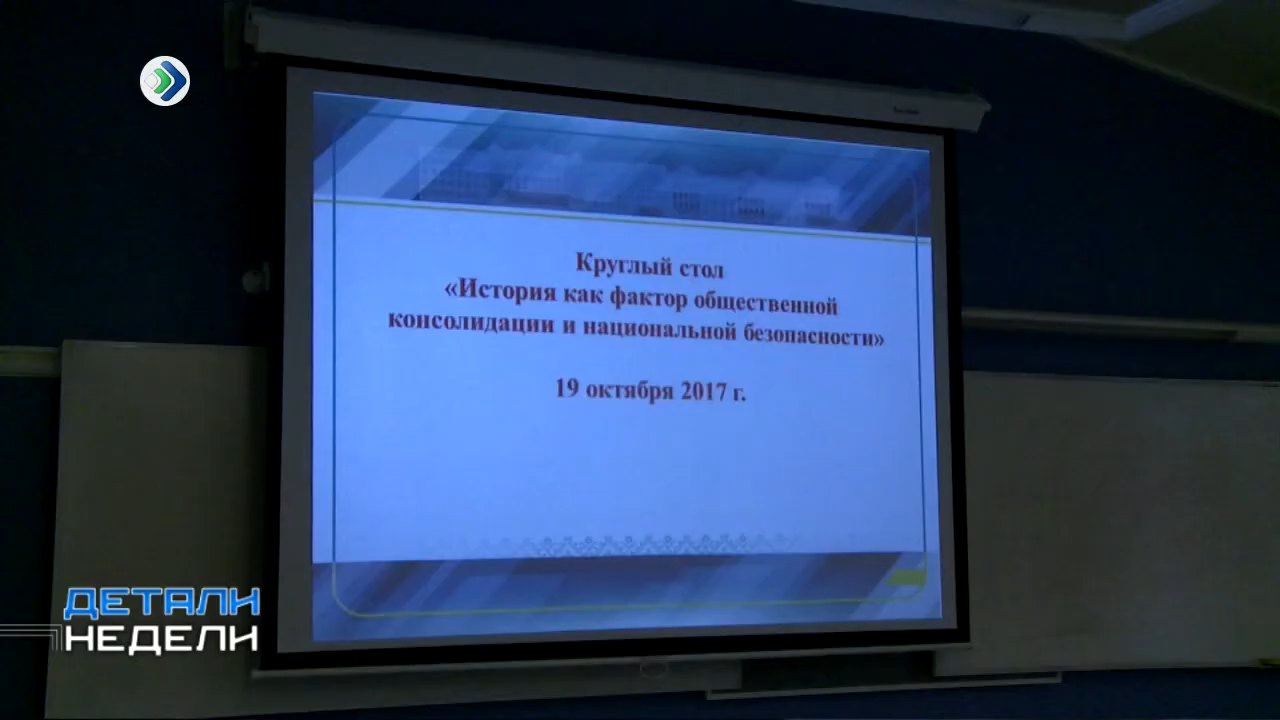 Круглый стол
«История как фактор общественной
консолидации и национальной безопасности»
19 октября 2017 г.
ДЕТАЛИ
НЕДЕЛИ